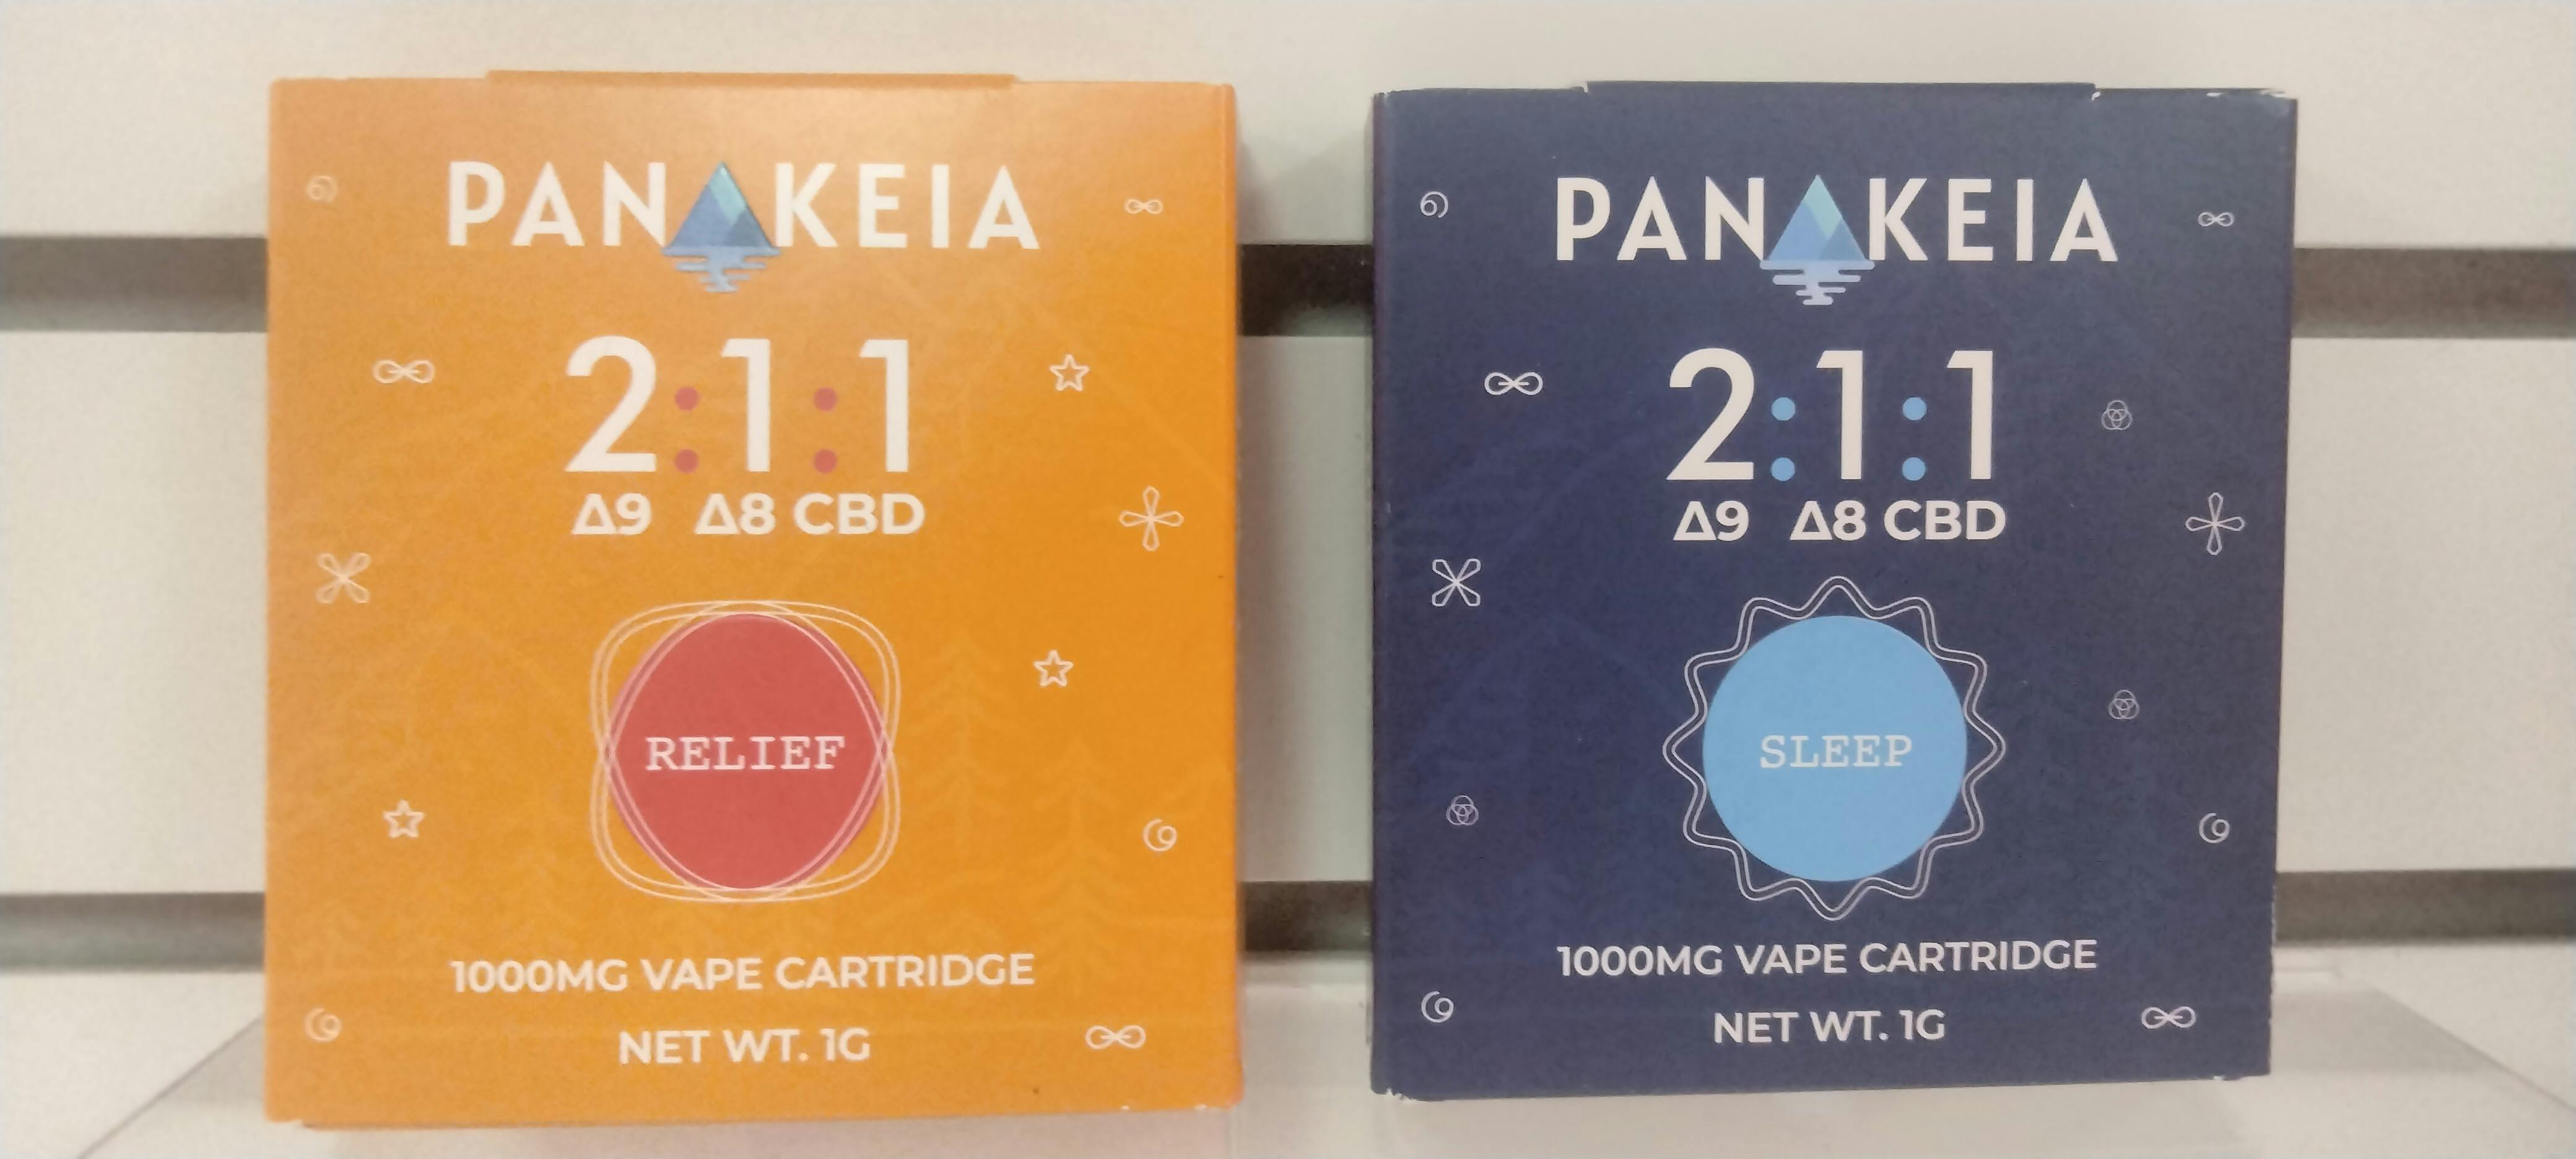 PANAKEIA
2:1:1
Δ9 Δ8 CBD
RELIEF
1000MG VAPE CARTRIDGE
NET WT. 1G
PANAKEIA
2:1:1
Δ9 Δ8 CBD
SLEEP
1000MG VAPE CARTRIDGE
NET WT. 1G